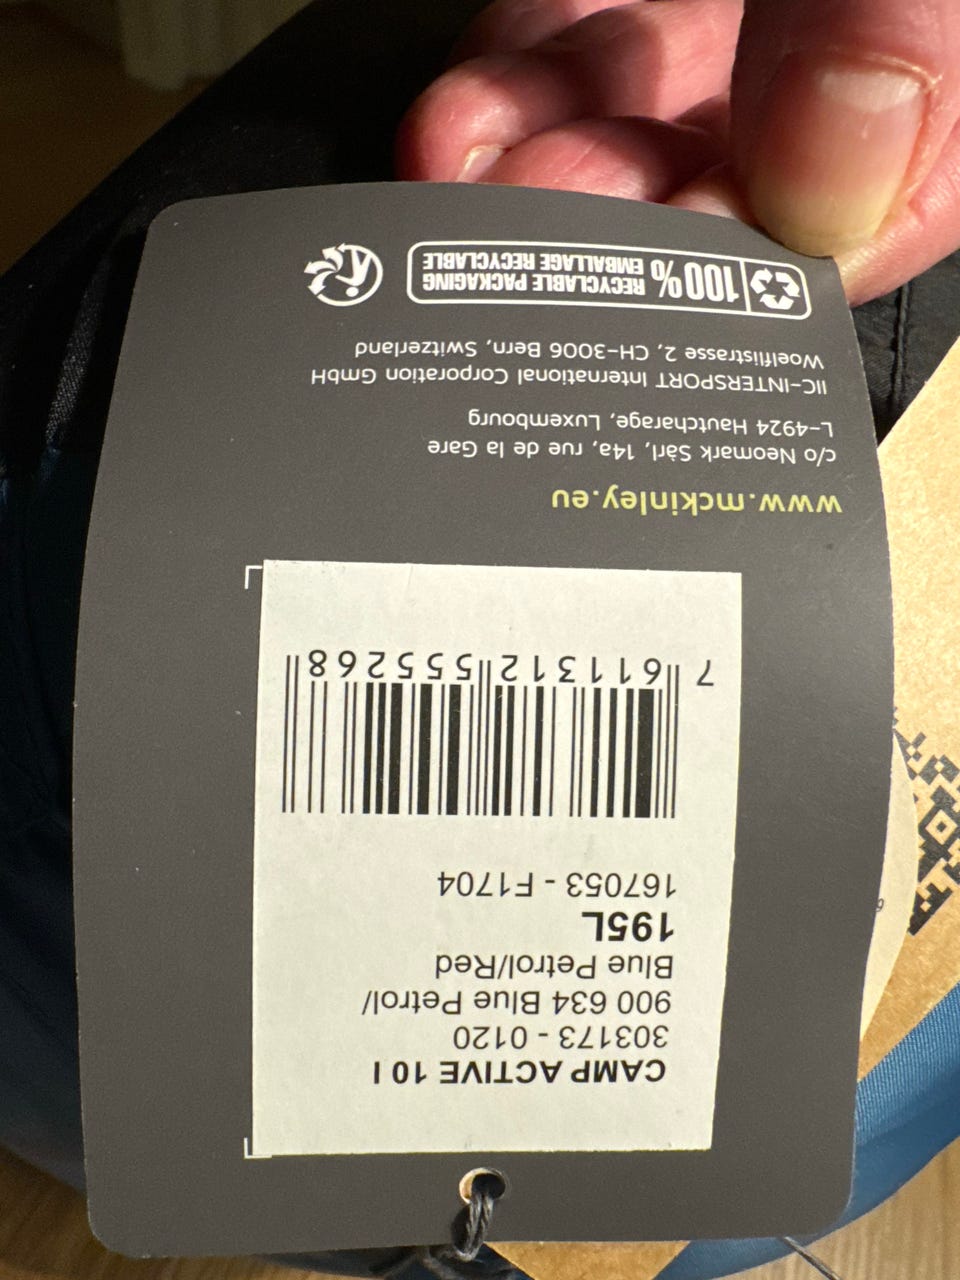 CAMP ACTIVE 10 I
303173 - 0120
900 634 Blue Petrol/
Blue Petrol/Red
195L
167053 - F1704
7 611312 555268
www.mckinley.eu
c/o Neomark Sàrl, 14a, rue de la Gare
L-4924 Hautcharage, Luxembourg
IIC-INTERSPORT International Corporation GmbH
Woelflistrasse 2, CH-3006 Bern, Switzerland
100% RECYCLABLE PACKAGING
EMBALLAGE RECYCLABLE